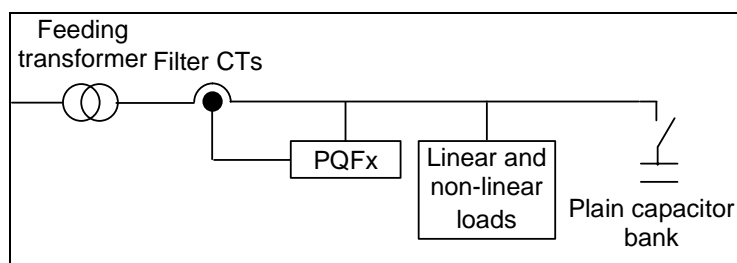 Feeding
transformer Filter CTs
PQFx
Linear and
non-linear
loads
Plain capacitor
bank